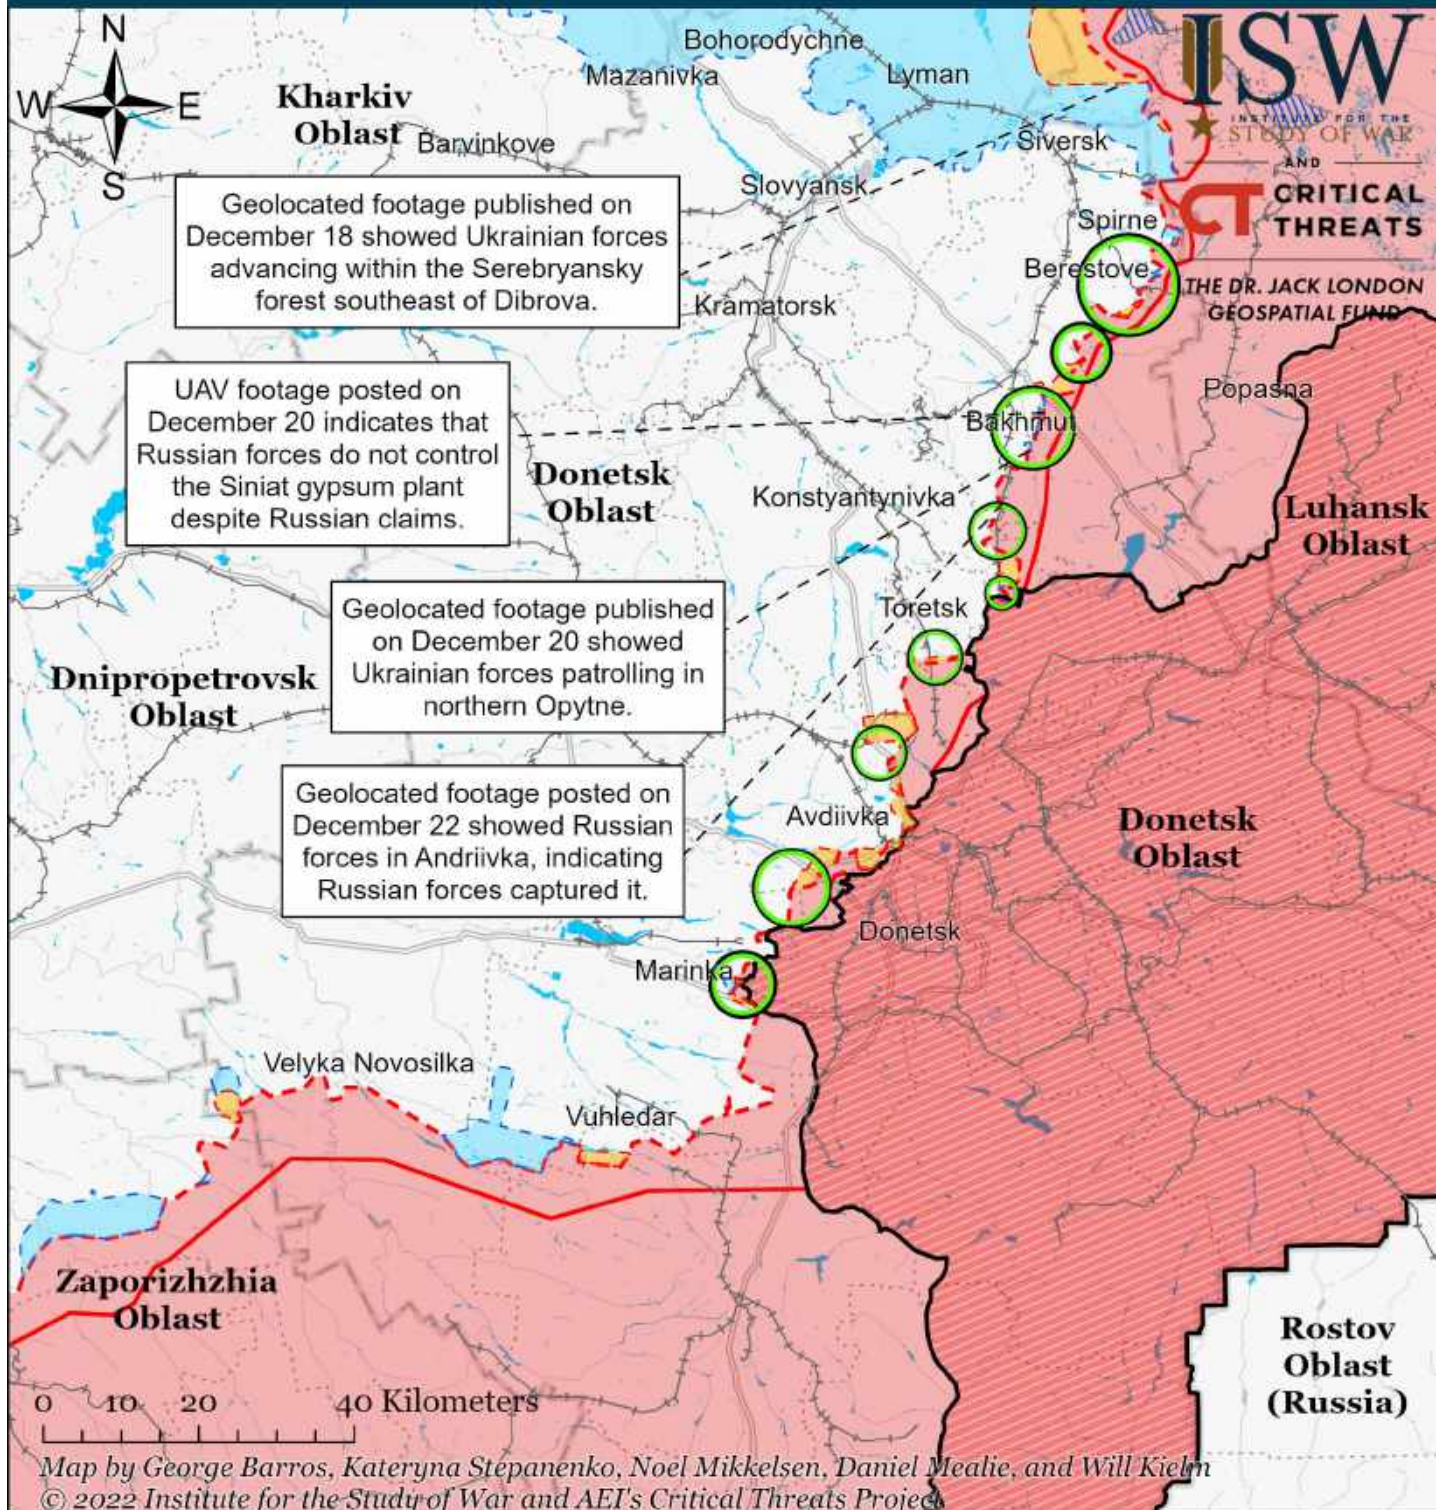 N
W
E
S
Kharkiv
Oblast
Bohorodychne
Mazanivka
Lyman
Barvinkove
Siversk
Slovyansk
Spirne
Berestove
Kramatorsk
Popasna
Bakhmut
Konstyantynivka
Donetsk
Oblast
Luhansk
Oblast
Toretsk
Dnipropetrovsk
Oblast
Avdiivka
Donetsk
Oblast
Donetsk
Marinka
Velyka Novosilka
Vuhledar
Zaporizhzhia
Oblast
Rostov
Oblast
(Russia)
ISW
INSTITUTE FOR THE
STUDY OF WAR
AND
CT CRITICAL
THREATS
THE DR. JACK LONDON
GEOSPATIAL FUND
Geolocated footage published on
December 18 showed Ukrainian forces
advancing within the Serebryansky
forest southeast of Dibrova.
UAV footage posted on
December 20 indicates that
Russian forces do not control
the Siniat gypsum plant
despite Russian claims.
Geolocated footage published
on December 20 showed
Ukrainian forces patrolling in
northern Opytne.
Geolocated footage posted on
December 22 showed Russian
forces in Andriivka, indicating
Russian forces captured it.
0 10 20 40 Kilometers
Map by George Barros, Kateryna Stepanenko, Noel Mikkelsen, Daniel Mealie, and Will Kielm
© 2022 Institute for the Study of War and AEI's Critical Threats Project